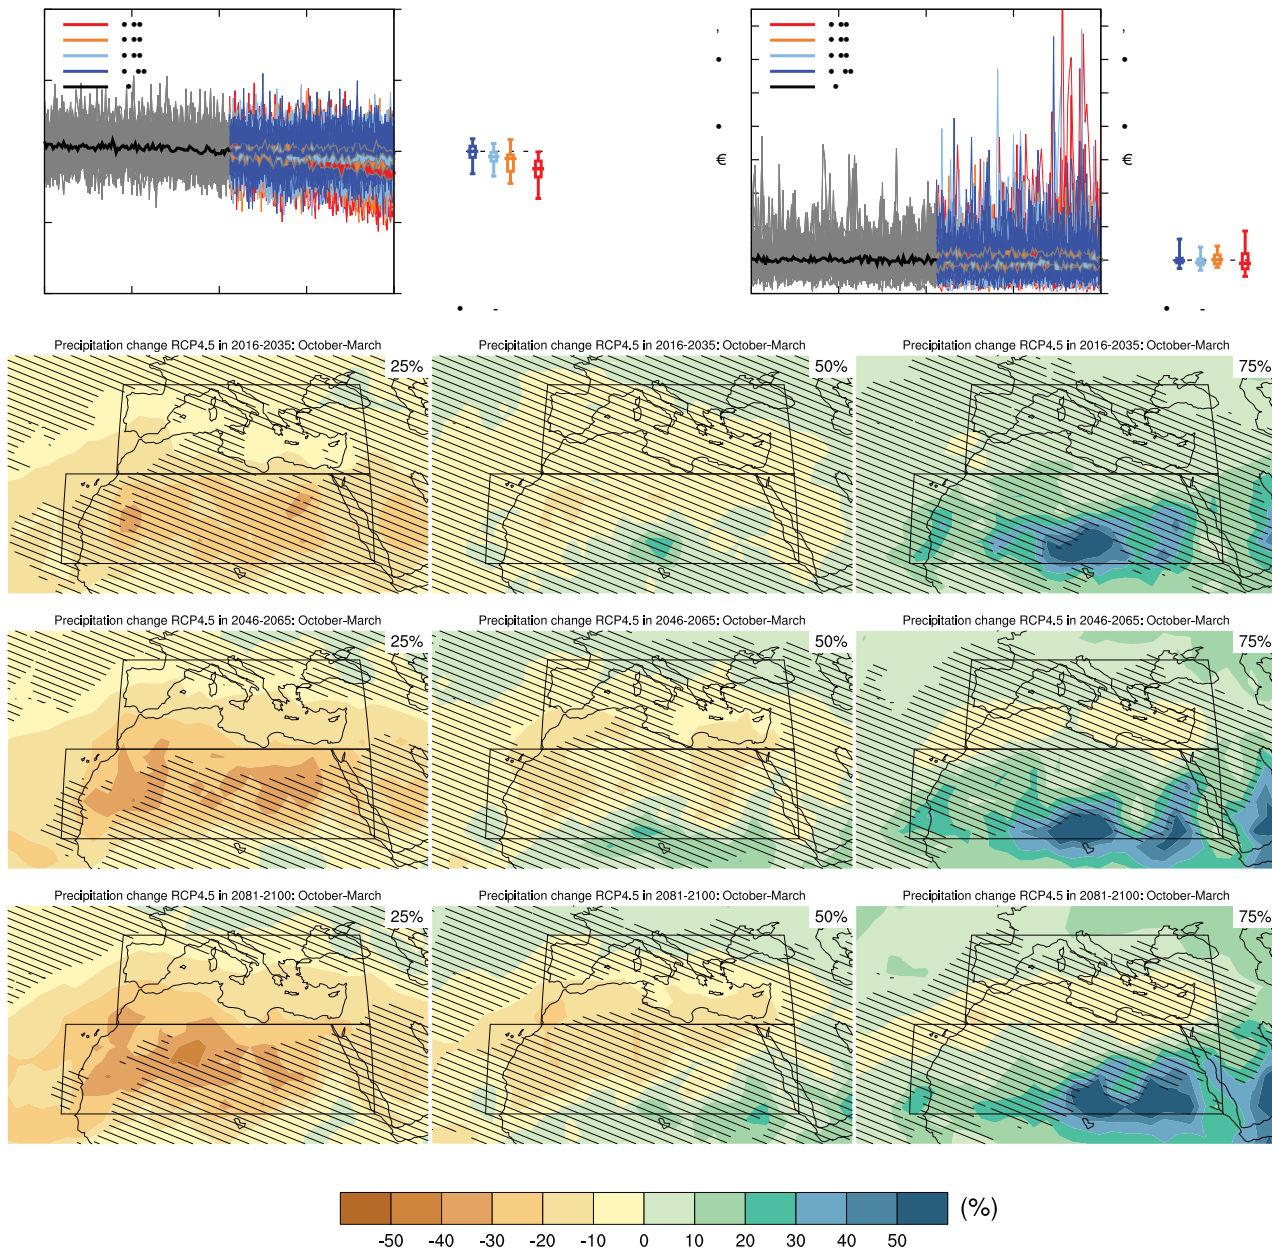 Precipitation change RCP4.5 in 2016-2035: October-March
25%
Precipitation change RCP4.5 in 2016-2035: October-March
50%
Precipitation change RCP4.5 in 2016-2035: October-March
75%
Precipitation change RCP4.5 in 2046-2065: October-March
25%
Precipitation change RCP4.5 in 2046-2065: October-March
50%
Precipitation change RCP4.5 in 2046-2065: October-March
75%
Precipitation change RCP4.5 in 2081-2100: October-March
25%
Precipitation change RCP4.5 in 2081-2100: October-March
50%
Precipitation change RCP4.5 in 2081-2100: October-March
75%
(%)
-50 -40 -30 -20 -10 0 10 20 30 40 50